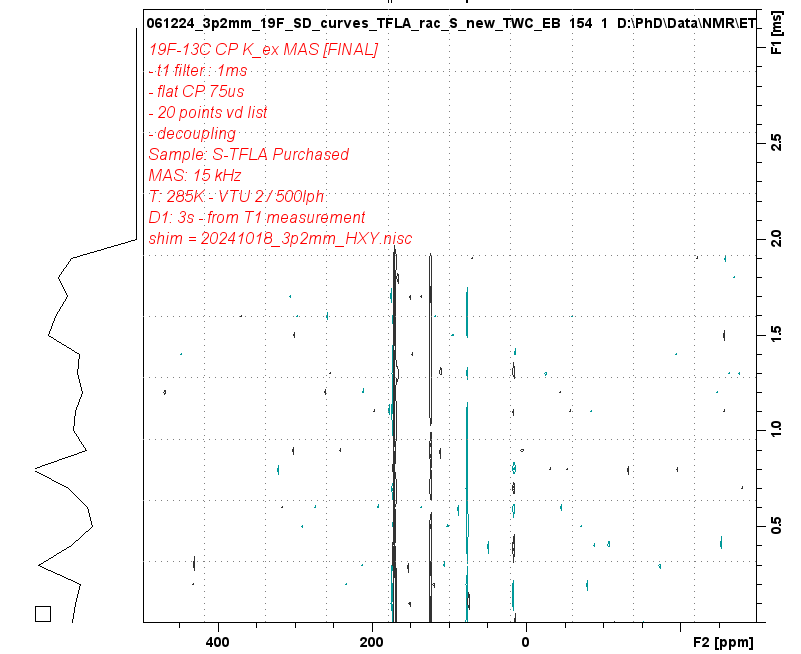 061224_3p2mm_19F_SD_curves_TFLA_rac_S_new_TWC_EB 154 1 D:\PhD\Data\NMR\ET
F1 [ms]
19F-13C CP K_ex MAS [FINAL]
- t1 filter : 1ms
- flat CP 75us
- 20 points vd list
- decoupling
Sample: S-TFLA Purchased
MAS: 15 kHz
T: 285K - VTU 2 / 500lph
D1: 3s - from T1 measurement
shim = 20241018_3p2mm_HXY.nisc
2.5
2.0
1.5
1.0
0.5
400 200 0 F2 [ppm]